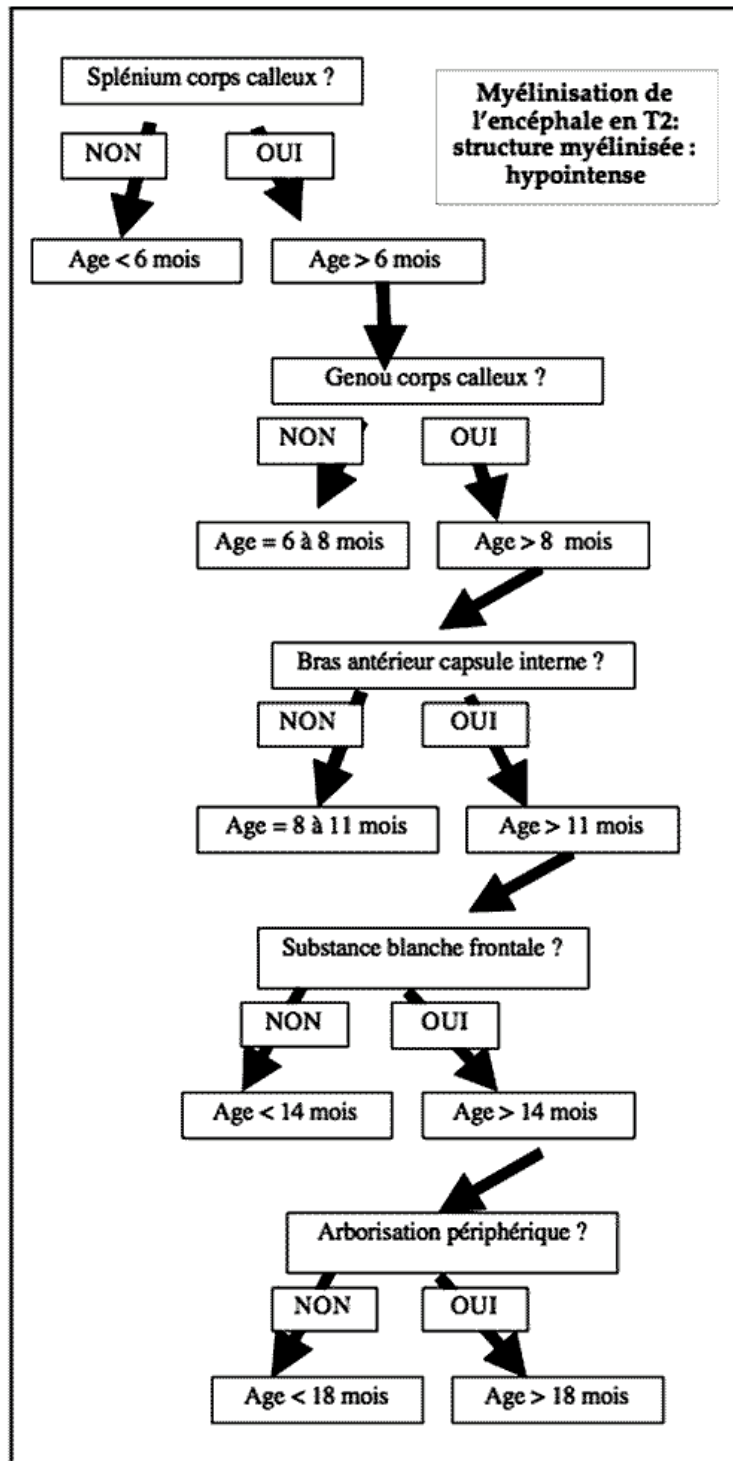 Splénium corps calleux ?
Myélinisation de
l'encéphale en T2:
structure myélinisée :
hypointense
NON
OUI
Age < 6 mois
Age > 6 mois
Genou corps calleux ?
NON
OUI
Age = 6 à 8 mois
Age > 8 mois
Bras antérieur capsule interne ?
NON
OUI
Age = 8 à 11 mois
Age > 11 mois
Substance blanche frontale ?
NON
OUI
Age < 14 mois
Age > 14 mois
Arborisation périphérique ?
NON
OUI
Age < 18 mois
Age > 18 mois